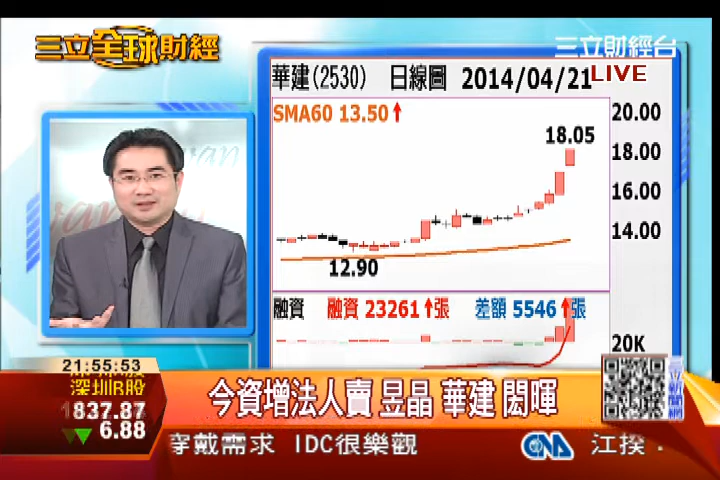 三立全球財經
三立財經台
LIVE
華建(2530) 日線圖 2014/04/21
SMA60 13.50↑
20.00
18.05
18.00
16.00
14.00
12.90
融資 融資 23261↑張 差額 5546↑張
20K
21:55:53
深圳B股
837.87
6.88
今資增法人賣 昱晶 華建 閎暉
穿戴需求 IDC很樂觀 CNA 江揆